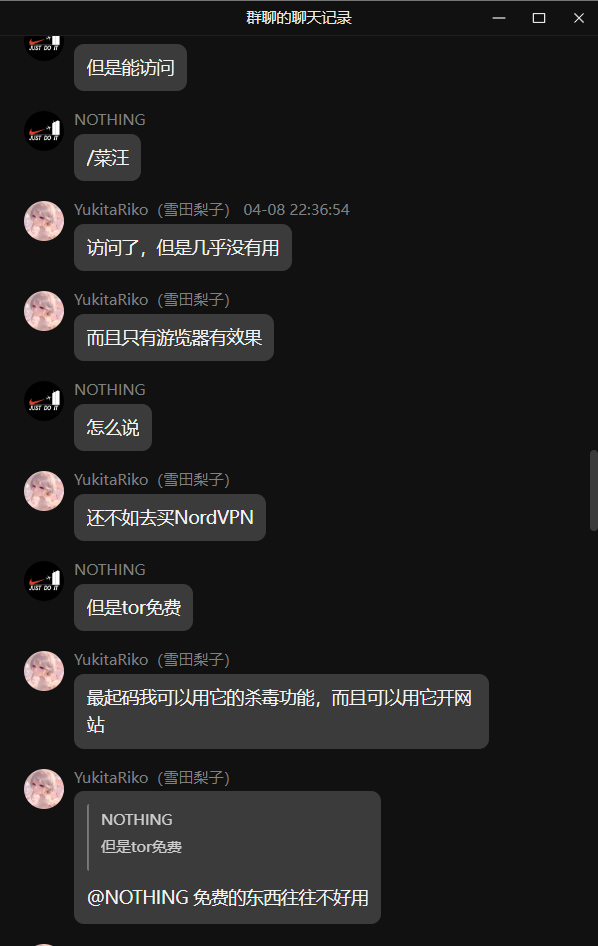 群聊的聊天记录
JUST DO IT
但是能访问
NOTHING
JUST DO IT
/菜汪
YukitaRiko（雪田梨子） 04-08 22:36:54
访问了，但是几乎没有用
YukitaRiko（雪田梨子）
而且只有游览器有效果
NOTHING
JUST DO IT
怎么说
YukitaRiko（雪田梨子）
还不如去买NordVPN
NOTHING
JUST DO IT
但是tor免费
YukitaRiko（雪田梨子）
最起码我可以用它的杀毒功能，而且可以用它开网
站
YukitaRiko（雪田梨子）
NOTHING
但是tor免费
@NOTHING 免费的东西往往不好用